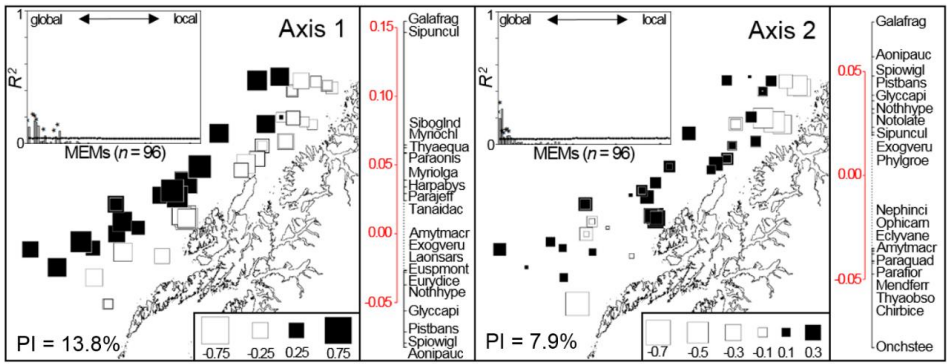 1
global
local
R²
0
MEMs (n = 96)
Axis 1
PI = 13.8%
-0.75
-0.25
0.25
0.75
0.15
0.10
0.05
0.00
-0.05
Galafrag
Sipuncul
Siboglnd
Myriochl
Thyaequa
Paraonis
Myriolga
Harpabys
Parajeff
Tanaidac
Amytmacr
Exogveru
Laonsars
Euspmont
Eurydice
Nothhype
Glyccapi
Pistbans
Spiowigl
Aonipauc
1
global
local
R²
0
MEMs (n = 96)
Axis 2
PI = 7.9%
-0.7
-0.5
-0.3
-0.1
0.1
0.3
0.05
0.00
-0.05
Galafrag
Aonipauc
Spiowigl
Pistbans
Glyccapi
Nothhype
Notolate
Sipuncul
Exogveru
Phylgroe
Nephinci
Ophicarn
Eclyvane
Amytmacr
Paraquad
Parafior
Mendferr
Thyaobso
Chirbice
Onchstee